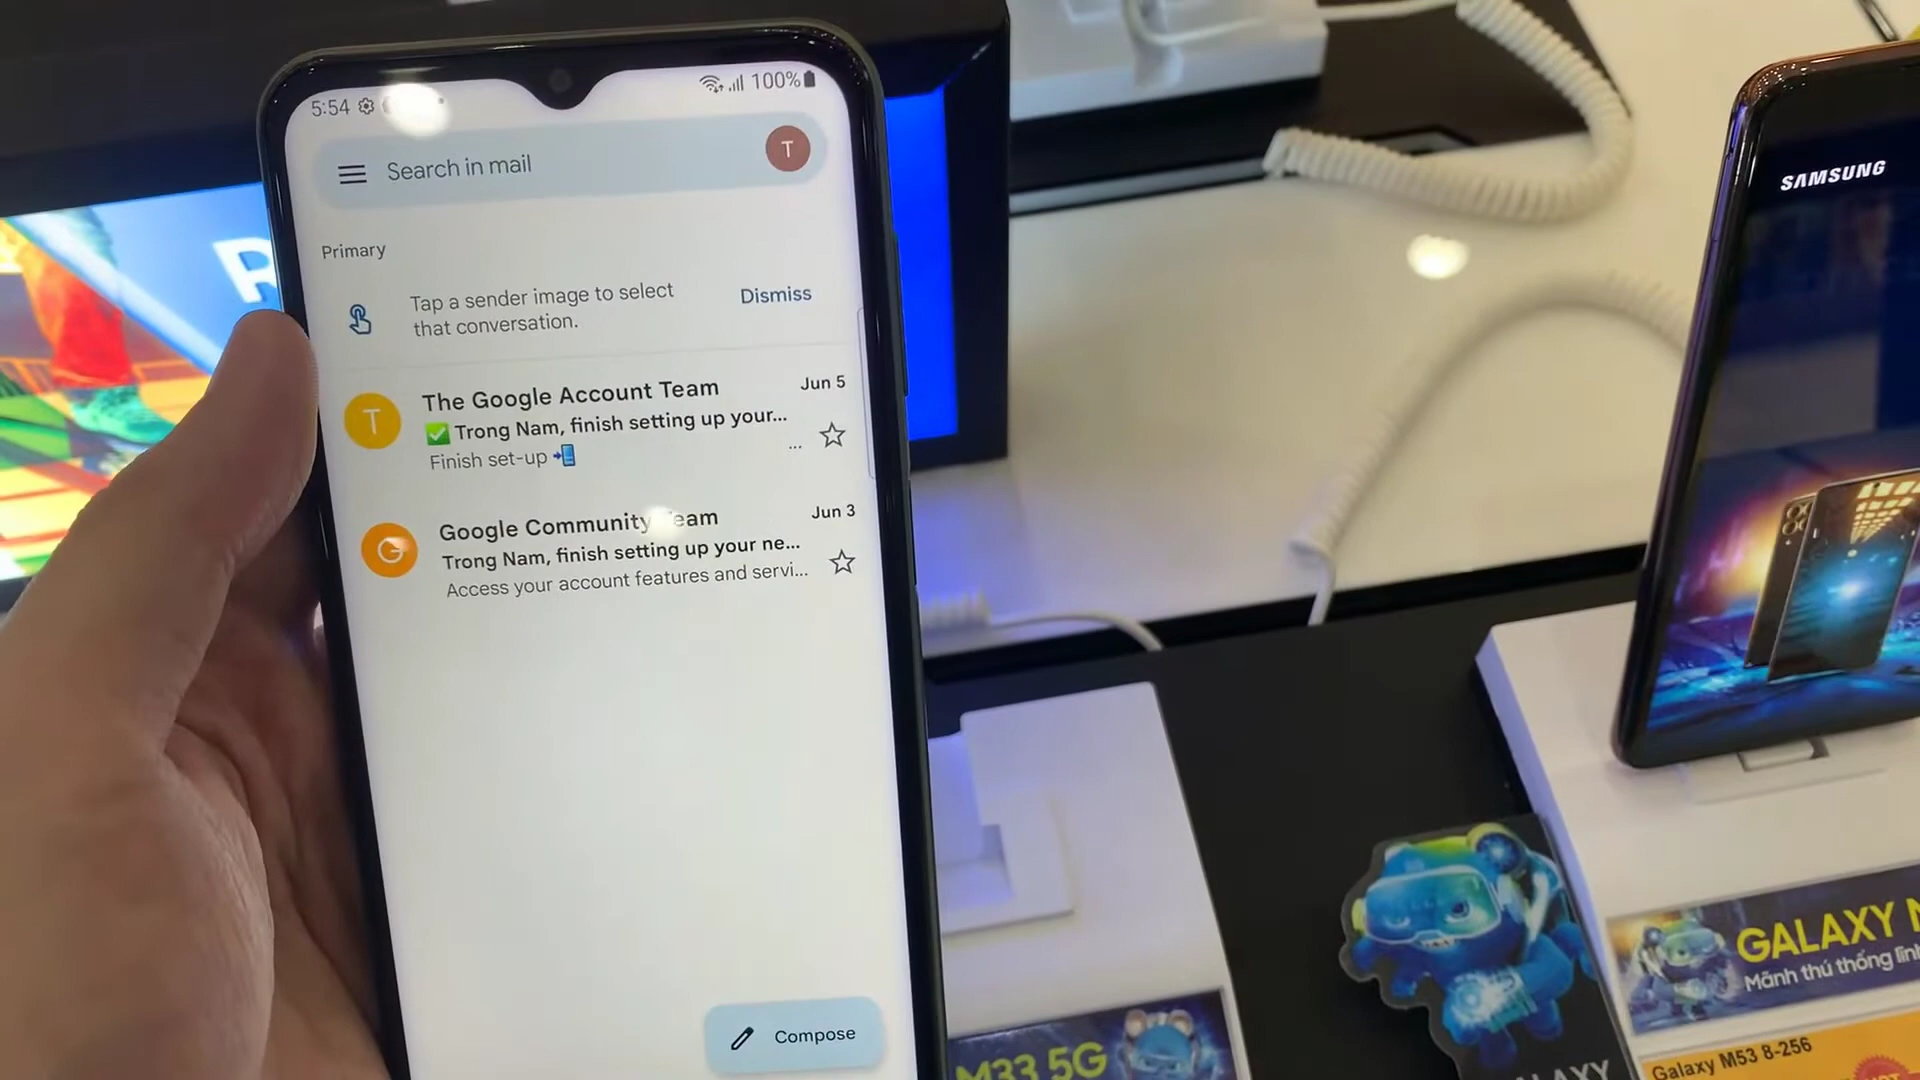 5:54
100%
Search in mail
T
Primary
Tap a sender image to select
that conversation.
Dismiss
T
The Google Account Team
Jun 5
✅ Trong Nam, finish setting up your...
Finish set-up 📲
...
G
Google Community Team
Jun 3
Trong Nam, finish setting up your ne...
Access your account features and servi...
Compose
SAMSUNG
M33 5G
GALAXY
Mãnh thú thống lĩnh
Galaxy M53 8-256